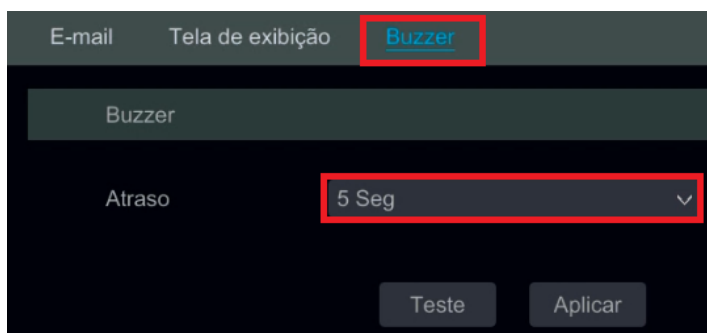 E-mail Tela de exibição Buzzer
Buzzer
Atraso 5 Seg
Teste Aplicar